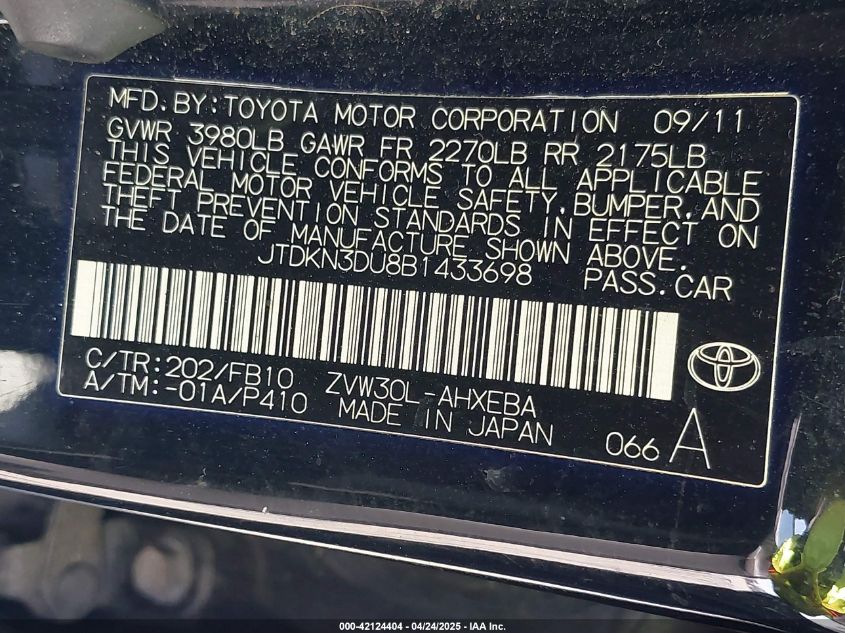 MFD. BY: TOYOTA MOTOR CORPORATION 09/11
GVWR 3980LB GAWR FR 2270LB RR 2175LB
THIS VEHICLE CONFORMS TO ALL APPLICABLE
FEDERAL MOTOR VEHICLE SAFETY, BUMPER, AND
THEFT PREVENTION STANDARDS IN EFFECT ON
THE DATE OF MANUFACTURE SHOWN ABOVE.
JTDKN3DU8B1433698 PASS. CAR
C/TR: 202/FB10 ZVW30L-AHXEBA
A/TM: -01A/P410 MADE IN JAPAN
066 A
000-42124404 - 04/24/2025 - IAA Inc.